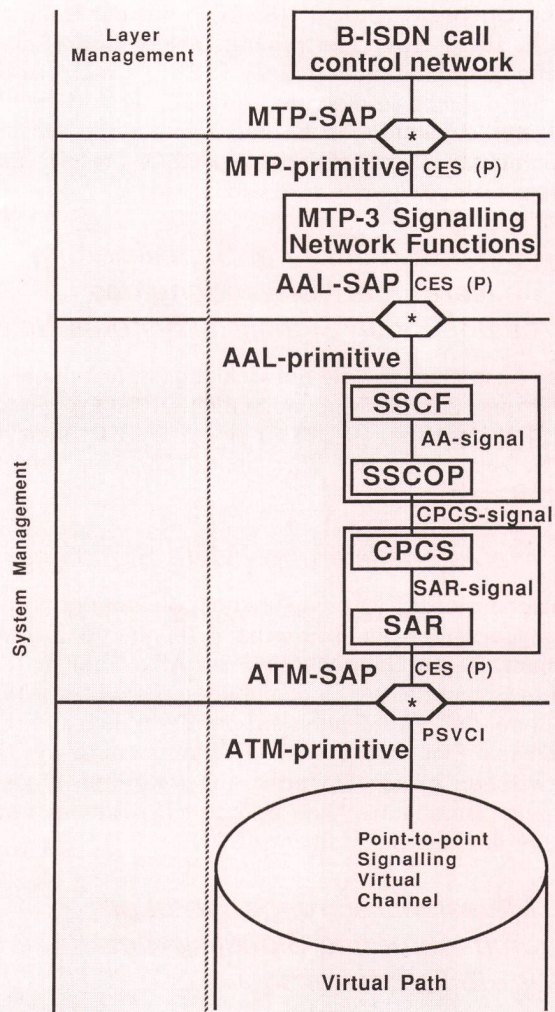 Layer
Management
B-ISDN call
control network
MTP-SAP
*
MTP-primitive CES (P)
MTP-3 Signalling
Network Functions
AAL-SAP CES (P)
*
AAL-primitive
SSCF
AA-signal
SSCOP
CPCS-signal
CPCS
SAR-signal
SAR
ATM-SAP CES (P)
*
ATM-primitive PSVCI
Point-to-point
Signalling
Virtual
Channel
Virtual Path
System Management